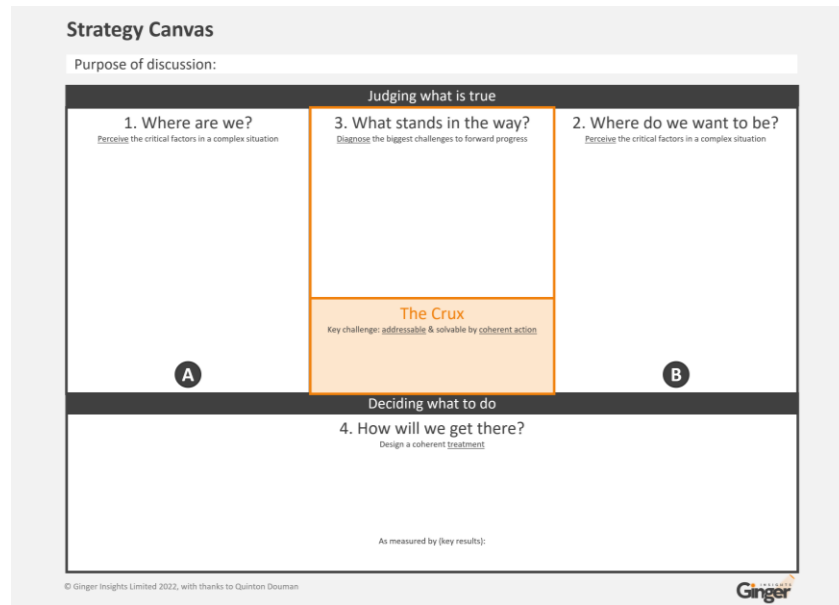 Strategy Canvas
Purpose of discussion:
Judging what is true
1. Where are we?
Perceive the critical factors in a complex situation
3. What stands in the way?
Diagnose the biggest challenges to forward progress
2. Where do we want to be?
Perceive the critical factors in a complex situation
The Crux
Key challenge: addressable & solvable by coherent action
A
B
Deciding what to do
4. How will we get there?
Design a coherent treatment
As measured by (key results):
© Ginger Insights Limited 2022, with thanks to Quinton Douman
INSIGHTS
Ginger